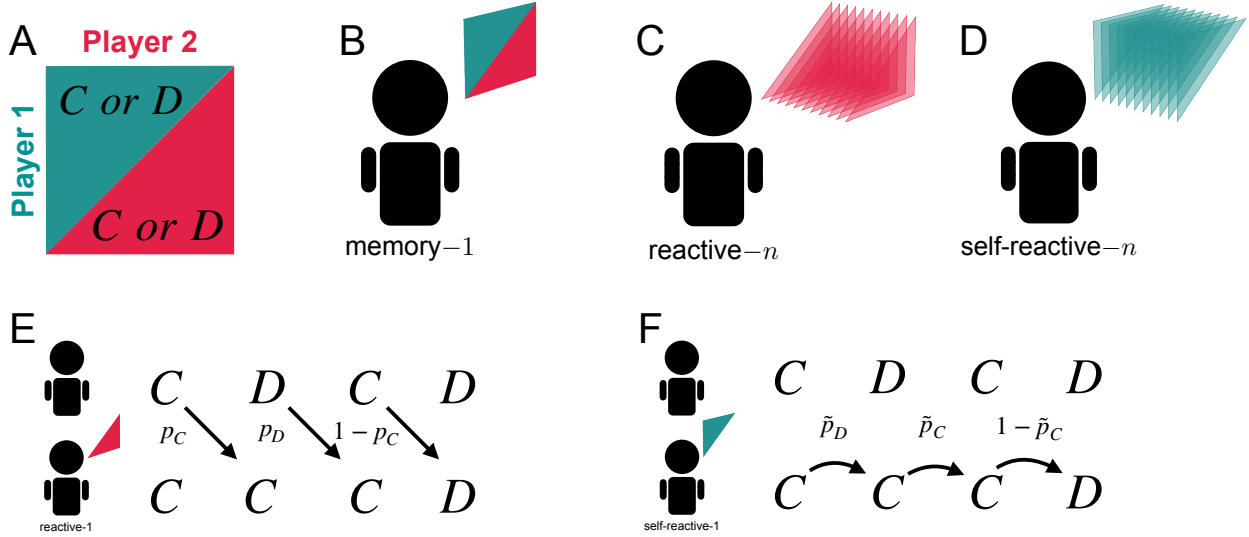 A
Player 2
Player 1
C or D
C or D
B
memory−1
C
reactive−n
D
self-reactive−n
E
C D C D
p_C p_D 1 − p_C
C C C D
reactive-1
F
C D C D
p̃_D p̃_C 1 − p̃_C
C C C D
self-reactive-1